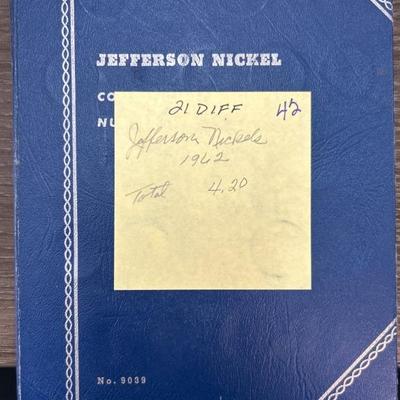 JEFFERSON NICKEL
CO
NU
21 DIFF 42
Jefferson Nickels
1962
Total 4.20
No. 9039